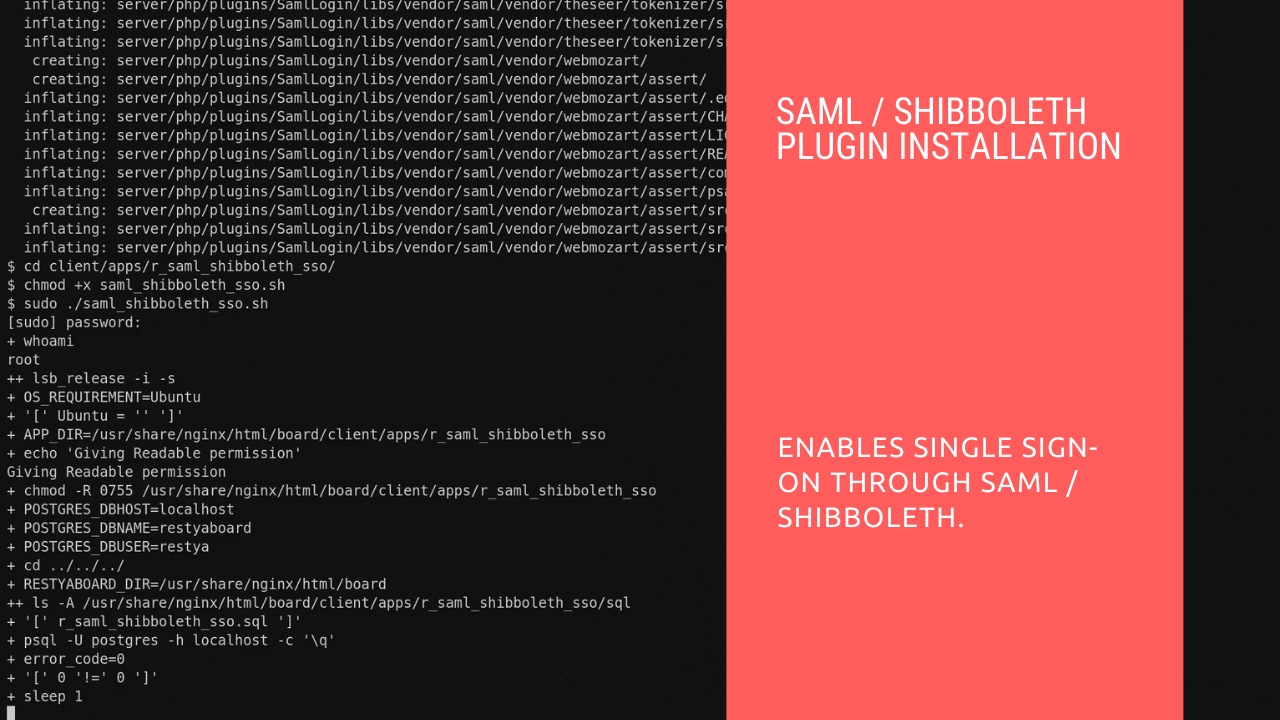 inflating: server/php/plugins/SamlLogin/libs/vendor/saml/vendor/theseer/tokenizer/s
inflating: server/php/plugins/SamlLogin/libs/vendor/saml/vendor/theseer/tokenizer/s
inflating: server/php/plugins/SamlLogin/libs/vendor/saml/vendor/theseer/tokenizer/s
creating: server/php/plugins/SamlLogin/libs/vendor/saml/vendor/webmozart/
creating: server/php/plugins/SamlLogin/libs/vendor/saml/vendor/webmozart/assert/
inflating: server/php/plugins/SamlLogin/libs/vendor/saml/vendor/webmozart/assert/.e
inflating: server/php/plugins/SamlLogin/libs/vendor/saml/vendor/webmozart/assert/CH
inflating: server/php/plugins/SamlLogin/libs/vendor/saml/vendor/webmozart/assert/LI
inflating: server/php/plugins/SamlLogin/libs/vendor/saml/vendor/webmozart/assert/RE
inflating: server/php/plugins/SamlLogin/libs/vendor/saml/vendor/webmozart/assert/co
inflating: server/php/plugins/SamlLogin/libs/vendor/saml/vendor/webmozart/assert/ps
creating: server/php/plugins/SamlLogin/libs/vendor/saml/vendor/webmozart/assert/sr
inflating: server/php/plugins/SamlLogin/libs/vendor/saml/vendor/webmozart/assert/sr
inflating: server/php/plugins/SamlLogin/libs/vendor/saml/vendor/webmozart/assert/sr
$ cd client/apps/r_saml_shibboleth_sso/
$ chmod +x saml_shibboleth_sso.sh
$ sudo ./saml_shibboleth_sso.sh
[sudo] password:
+ whoami
root
++ lsb_release -i -s
+ OS_REQUIREMENT=Ubuntu
+ '[' Ubuntu = '' ']'
+ APP_DIR=/usr/share/nginx/html/board/client/apps/r_saml_shibboleth_sso
+ echo 'Giving Readable permission'
Giving Readable permission
+ chmod -R 0755 /usr/share/nginx/html/board/client/apps/r_saml_shibboleth_sso
+ POSTGRES_DBHOST=localhost
+ POSTGRES_DBNAME=restyaboard
+ POSTGRES_DBUSER=restya
+ cd ../../../
+ RESTYABOARD_DIR=/usr/share/nginx/html/board
++ ls -A /usr/share/nginx/html/board/client/apps/r_saml_shibboleth_sso/sql
+ '[' r_saml_shibboleth_sso.sql ']'
+ psql -U postgres -h localhost -c '\q'
+ error_code=0
+ '[' 0 '!=' 0 ']'
+ sleep 1
SAML / SHIBBOLETH
PLUGIN INSTALLATION
ENABLES SINGLE SIGN-
ON THROUGH SAML /
SHIBBOLETH.